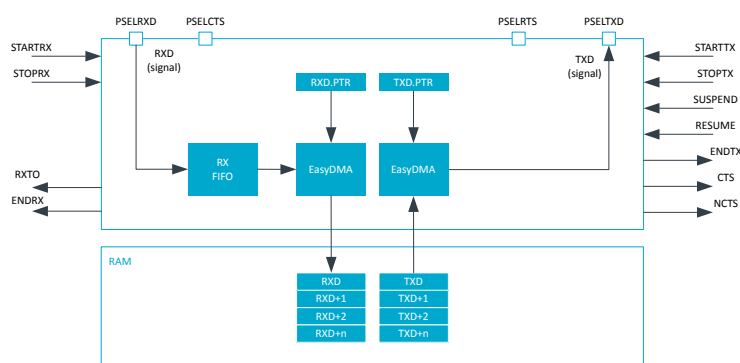 PSELRXD
PSELCTS
PSELRTS
PSELTXD
STARTRX
STOPRX
RXD
(signal)
TXD
(signal)
STARTTX
STOPTX
SUSPEND
RESUME
RXD.PTR
TXD.PTR
RX
FIFO
EasyDMA
EasyDMA
RXTO
ENDRX
ENDTX
CTS
NCTS
RAM
RXD
RXD+1
RXD+2
RXD+n
TXD
TXD+1
TXD+2
TXD+n